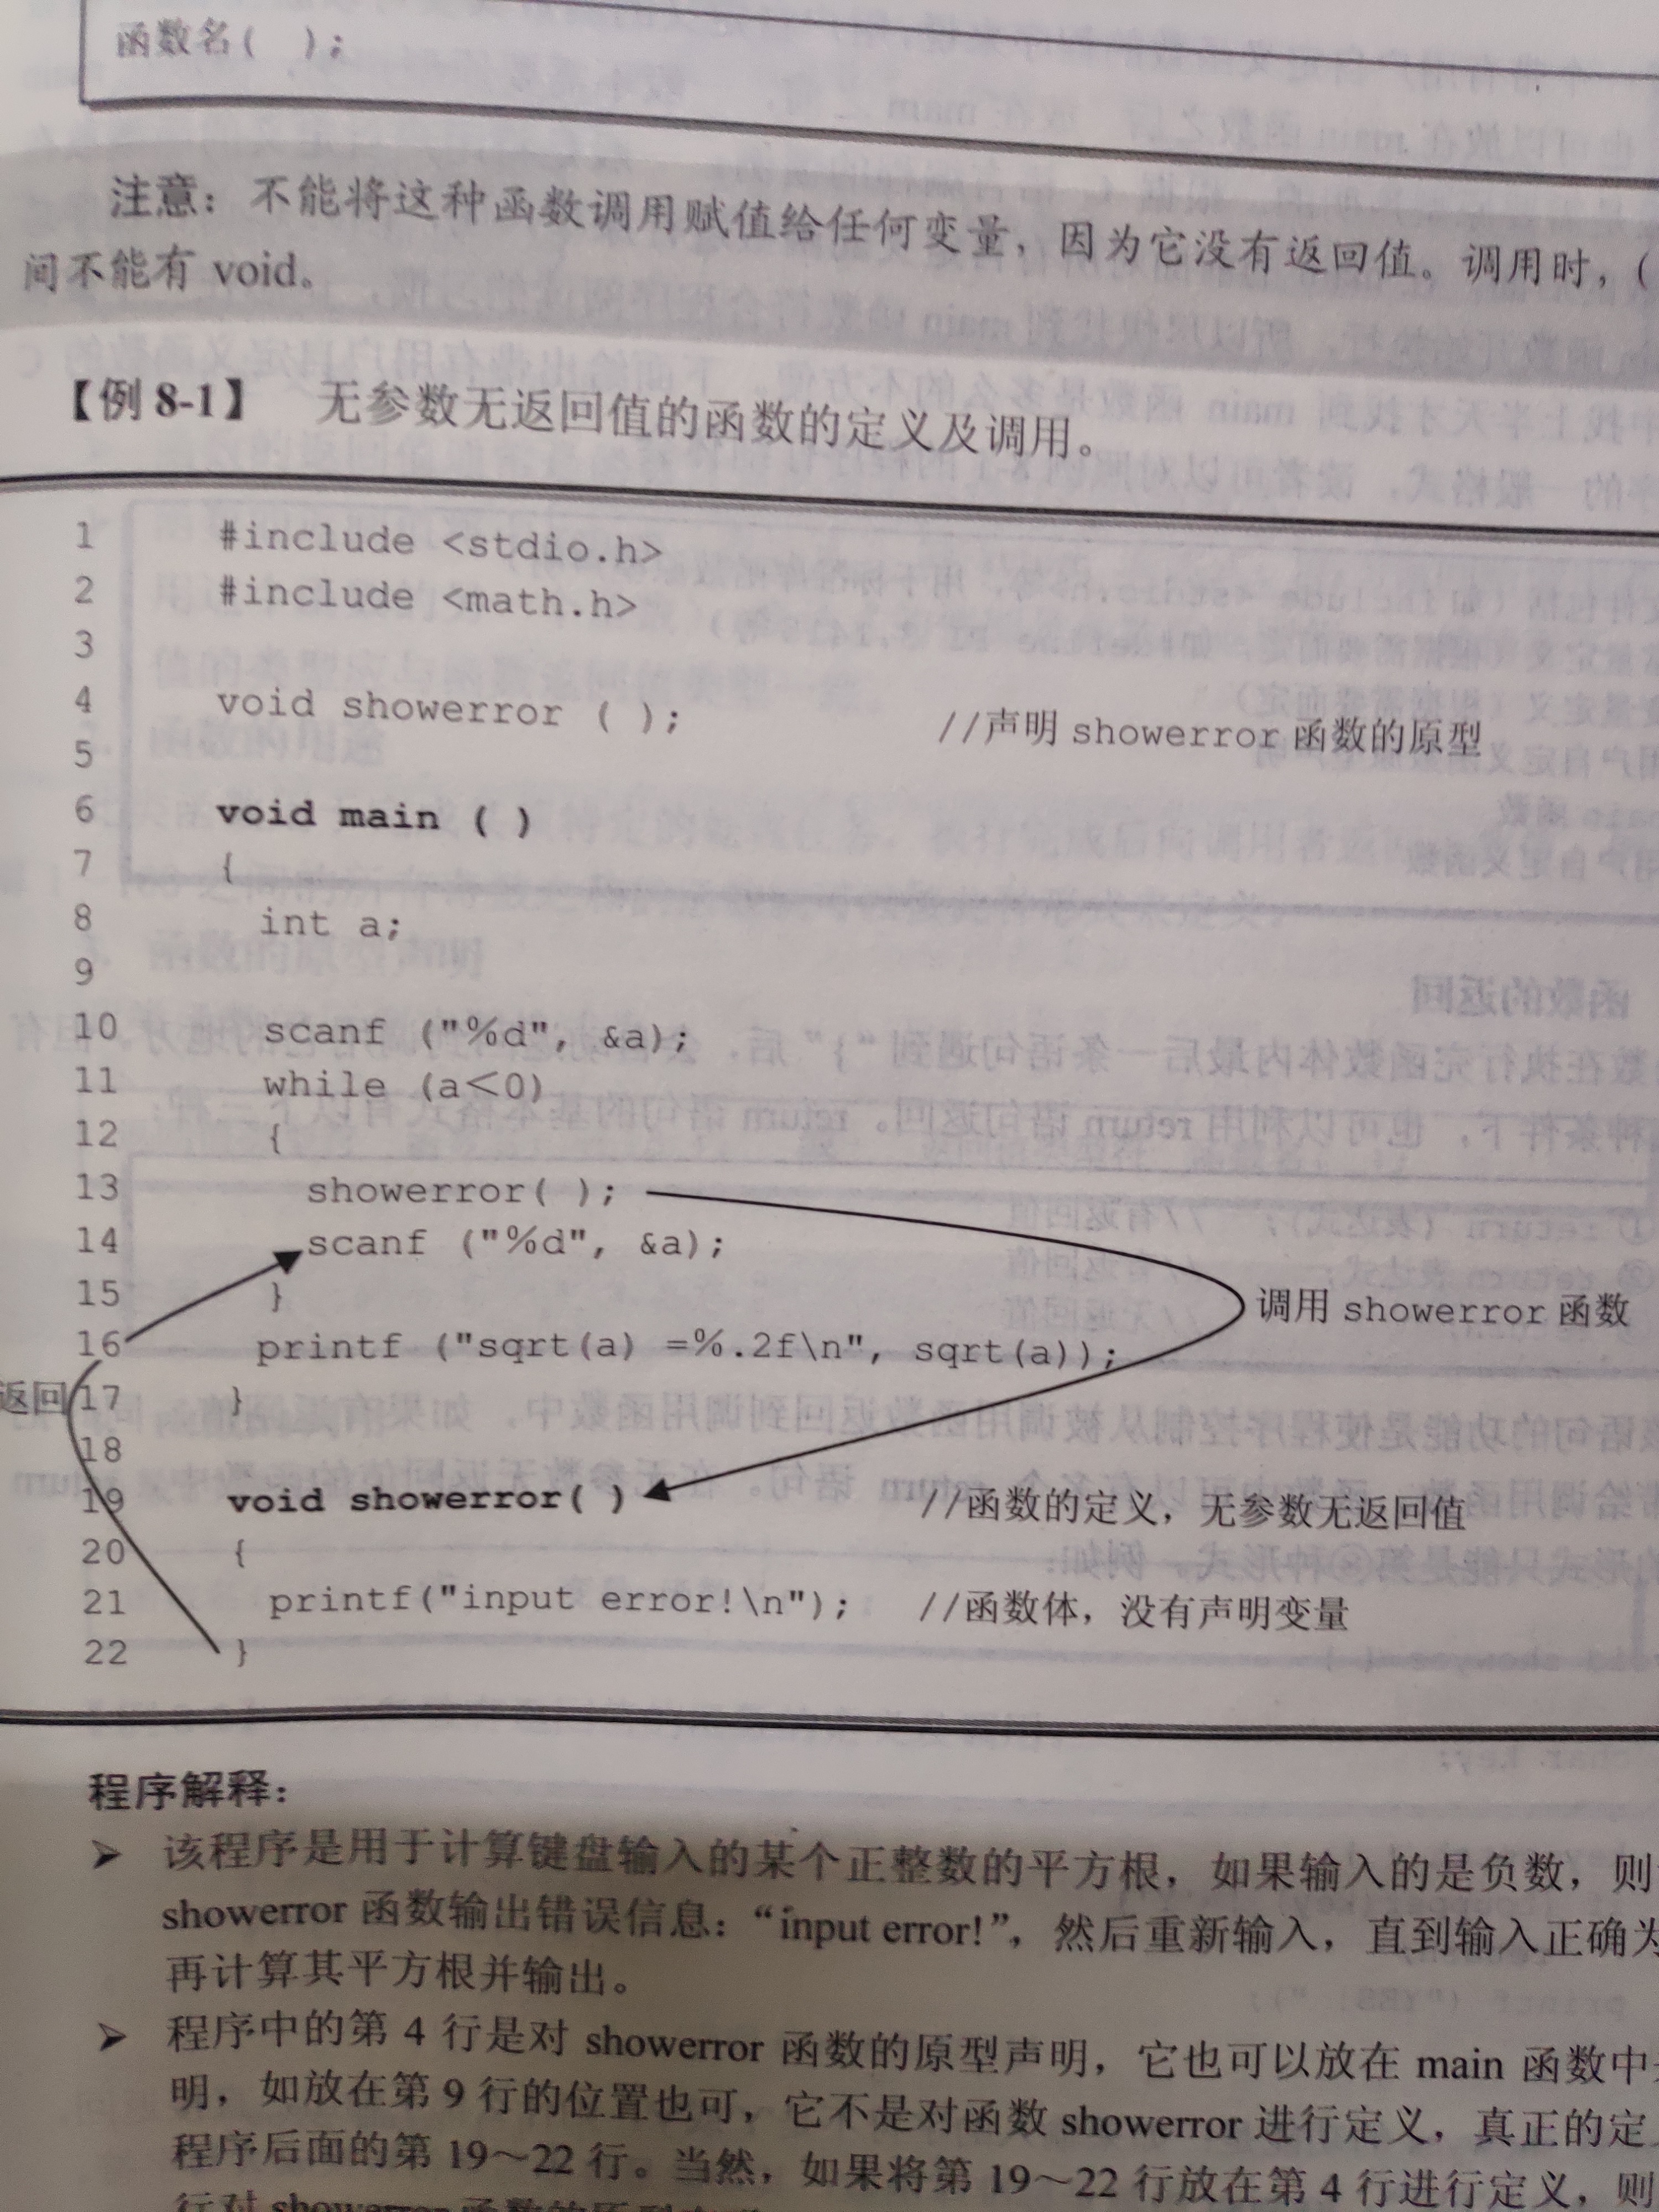 函数名( );
注意：不能将这种函数调用赋值给任何变量，因为它没有返回值。调用时，(
间不能有 void。
【例 8-1】 无参数无返回值的函数的定义及调用。
1 #include <stdio.h>
2 #include <math.h>
3
4 void showerror ( ); //声明 showerror 函数的原型
5
6 void main ( )
7 {
8 int a;
9
10 scanf ("%d", &a);
11 while (a<0)
12 {
13 showerror( );
14 scanf ("%d", &a);
15 }
调用 showerror 函数
16 printf ("sqrt(a) =%.2f\n", sqrt(a));
返回 17 }
18
19 void showerror( ) //函数的定义，无参数无返回值
20 {
21 printf("input error!\n"); //函数体，没有声明变量
22 }
程序解释：
➢ 该程序是用于计算键盘输入的某个正整数的平方根，如果输入的是负数，则
showerror 函数输出错误信息：“input error!”，然后重新输入，直到输入正确为
再计算其平方根并输出。
➢ 程序中的第 4 行是对 showerror 函数的原型声明，它也可以放在 main 函数中
明，如放在第 9 行的位置也可，它不是对函数 showerror 进行定义，真正的定
程序后面的第 19～22 行。当然，如果将第 19～22 行放在第 4 行进行定义，则
行对 showerror 函数的原型